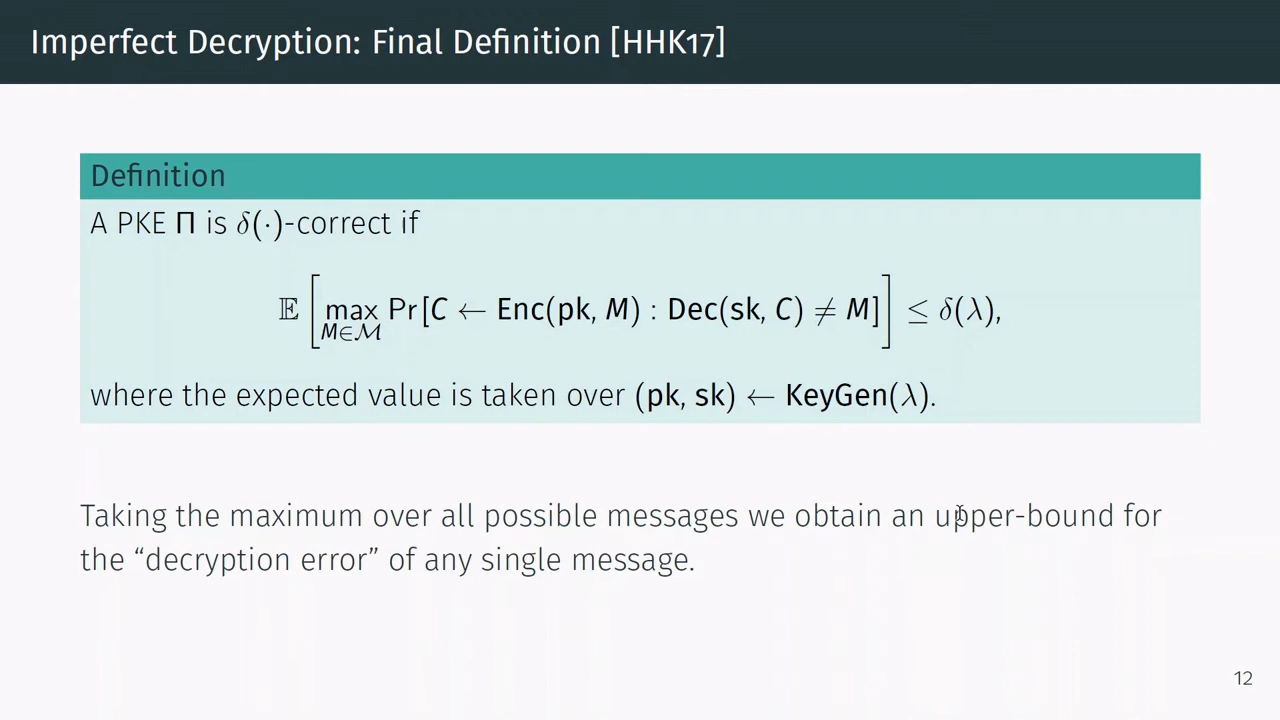 Imperfect Decryption: Final Definition [HHK17]
Definition
A PKE Π is δ(·)-correct if
𝔼 [max_{M∈ℳ} Pr[C ← Enc(pk, M) : Dec(sk, C) ≠ M]] ≤ δ(λ),
where the expected value is taken over (pk, sk) ← KeyGen(λ).
Taking the maximum over all possible messages we obtain an upper-bound for
the “decryption error” of any single message.
12